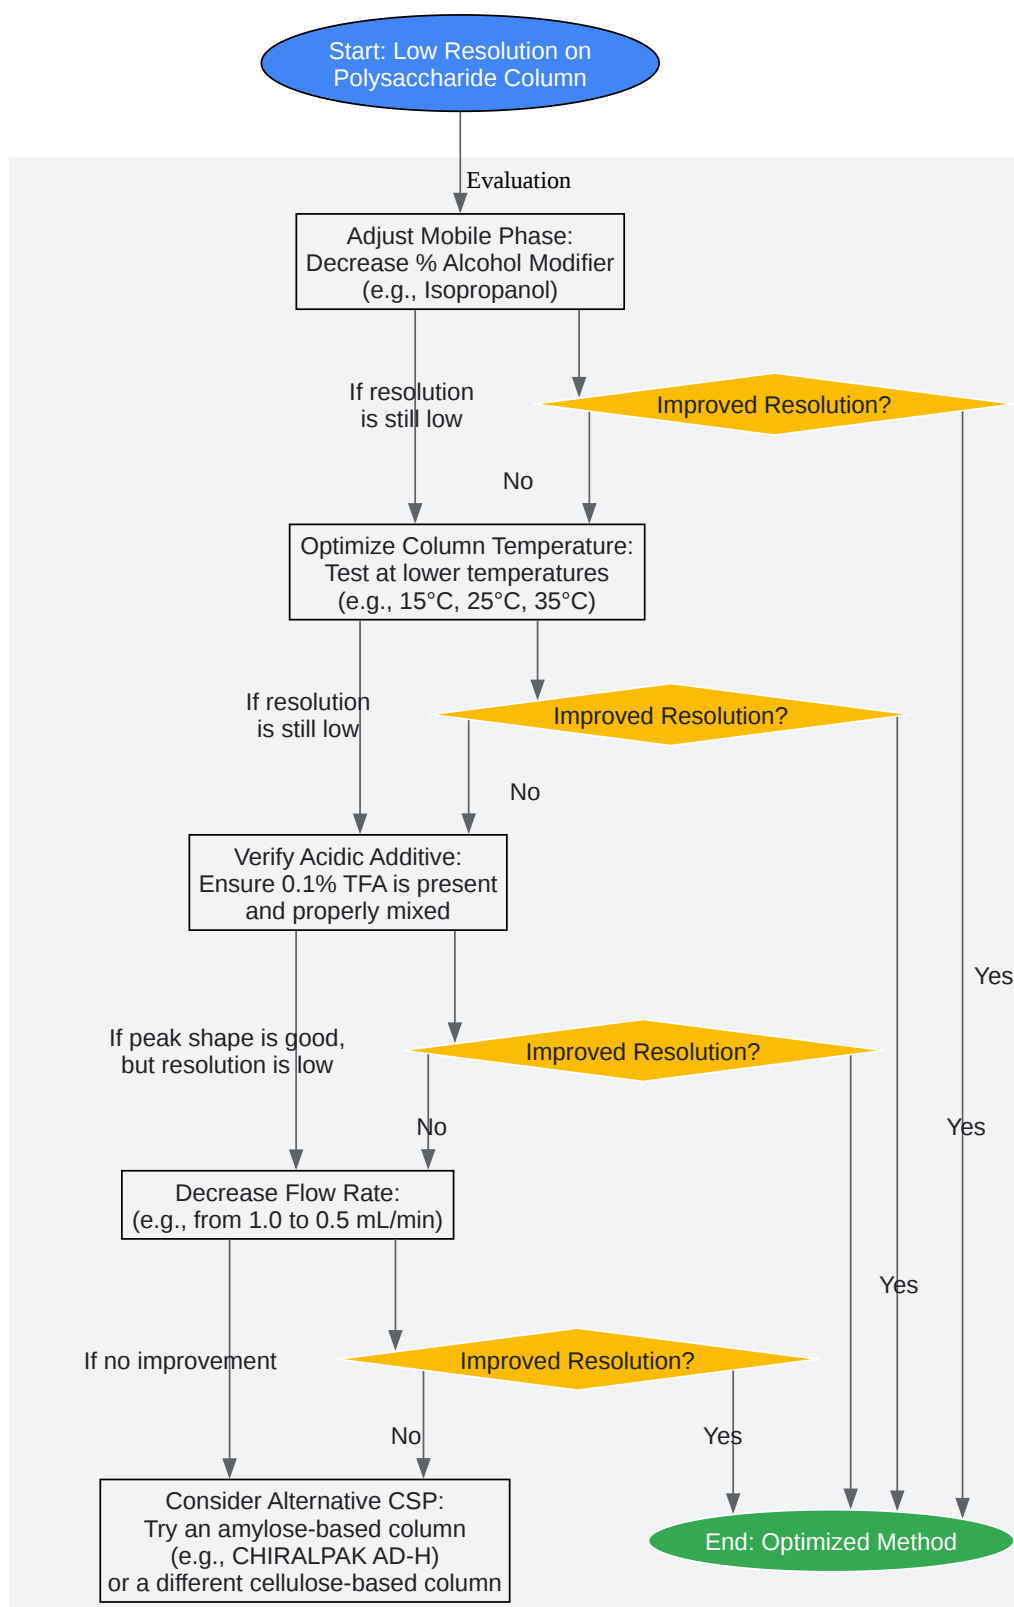 Start: Low Resolution on
Polysaccharide Column
Evaluation
Adjust Mobile Phase:
Decrease % Alcohol Modifier
(e.g., Isopropanol)
If resolution
is still low
Improved Resolution?
No
Optimize Column Temperature:
Test at lower temperatures
(e.g., 15°C, 25°C, 35°C)
If resolution
is still low
Improved Resolution?
No
Verify Acidic Additive:
Ensure 0.1% TFA is present
and properly mixed
Yes
If peak shape is good,
but resolution is low
Improved Resolution?
No
Yes
Decrease Flow Rate:
(e.g., from 1.0 to 0.5 mL/min)
Yes
If no improvement
Improved Resolution?
No
Yes
Consider Alternative CSP:
Try an amylose-based column
(e.g., CHIRALPAK AD-H)
or a different cellulose-based column
End: Optimized Method